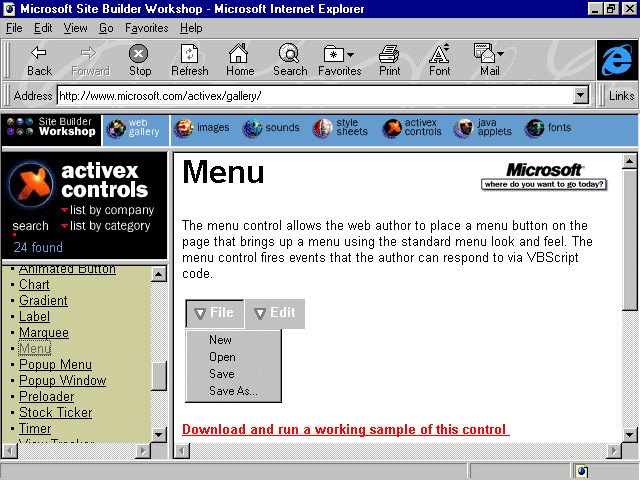 Microsoft Site Builder Workshop - Microsoft Internet Explorer
File Edit View Go Favorites Help
Back Forward Stop Refresh Home Search Favorites Print Font Mail
Address http://www.microsoft.com/activex/gallery/ Links
Site Builder
Workshop
web
gallery
images
sounds
style
sheets
activex
controls
java
applets
fonts
activex
controls
list by company
list by category
search
24 found
• Animated Button
• Chart
• Gradient
• Label
• Marquee
• Menu
• Popup Menu
• Popup Window
• Preloader
• Stock Ticker
• Timer
• View Tracker
Menu
Microsoft®
where do you want to go today?
The menu control allows the web author to place a menu button on the
page that brings up a menu using the standard menu look and feel. The
menu control fires events that the author can respond to via VBScript
code.
File Edit
New
Open
Save
Save As...
Download and run a working sample of this control